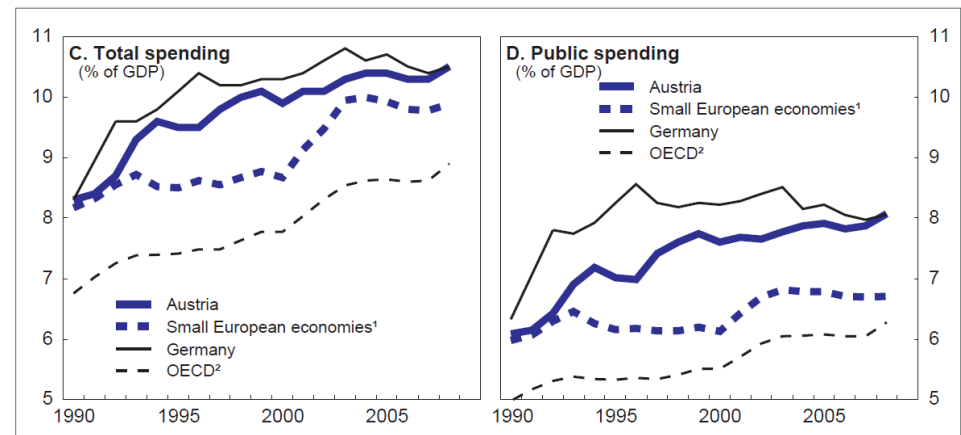 C. Total spending
(% of GDP)
11
10
9
8
7
6
5
Austria
Small European economies¹
Germany
OECD²
1990 1995 2000 2005
D. Public spending
(% of GDP)
Austria
Small European economies¹
Germany
OECD²
11
10
9
8
7
6
5
1990 1995 2000 2005